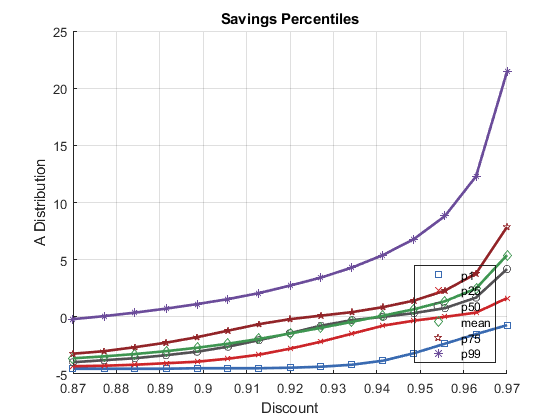 Savings Percentiles
25
20
15
10
5
0
-5
A Distribution
0.87 0.88 0.89 0.9 0.91 0.92 0.93 0.94 0.95 0.96 0.97
Discount
p1
p25
p50
mean
p75
p99